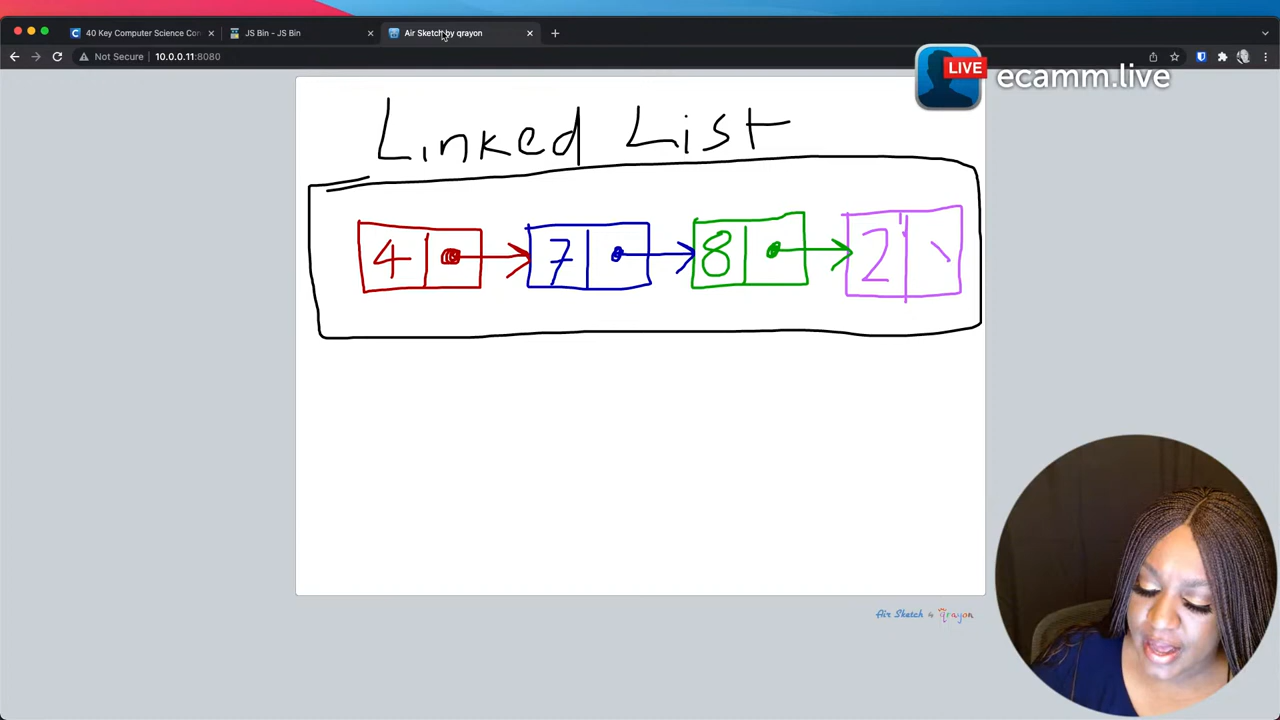 40 Key Computer Science Con
JS Bin - JS Bin
Air Sketch by qrayon
Not Secure
10.0.0.11:8080
LIVE
ecamm.live
Linked List
4 7 8 2
Air Sketch by qrayon